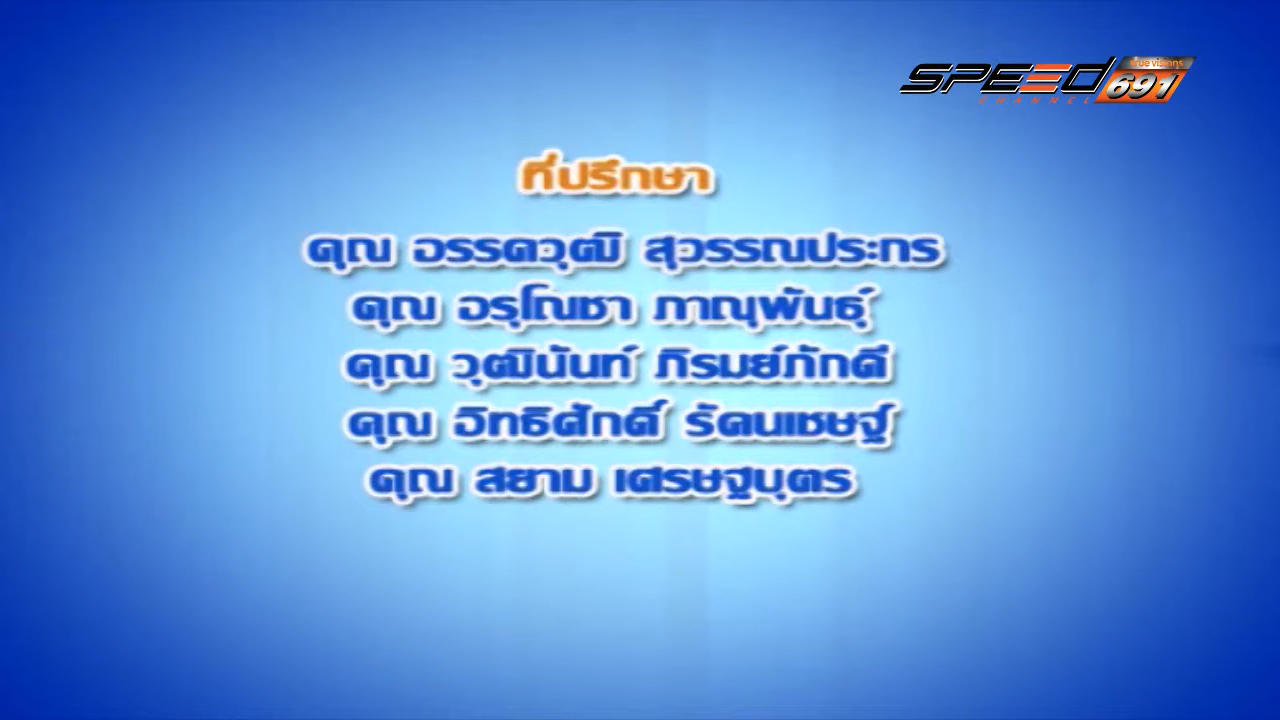 SPEED
true visions
CHANNEL
691
ที่ปรึกษา
คุณ อรรควุฒิ สุวรรณประกร
คุณ อรุโณชา ภาณุพันธุ์
คุณ วุฒินันท์ ภิรมย์ภักดี
คุณ อิทธิศักดิ์ รัตนเชษฐ์
คุณ สยาม เศรษฐบุตร